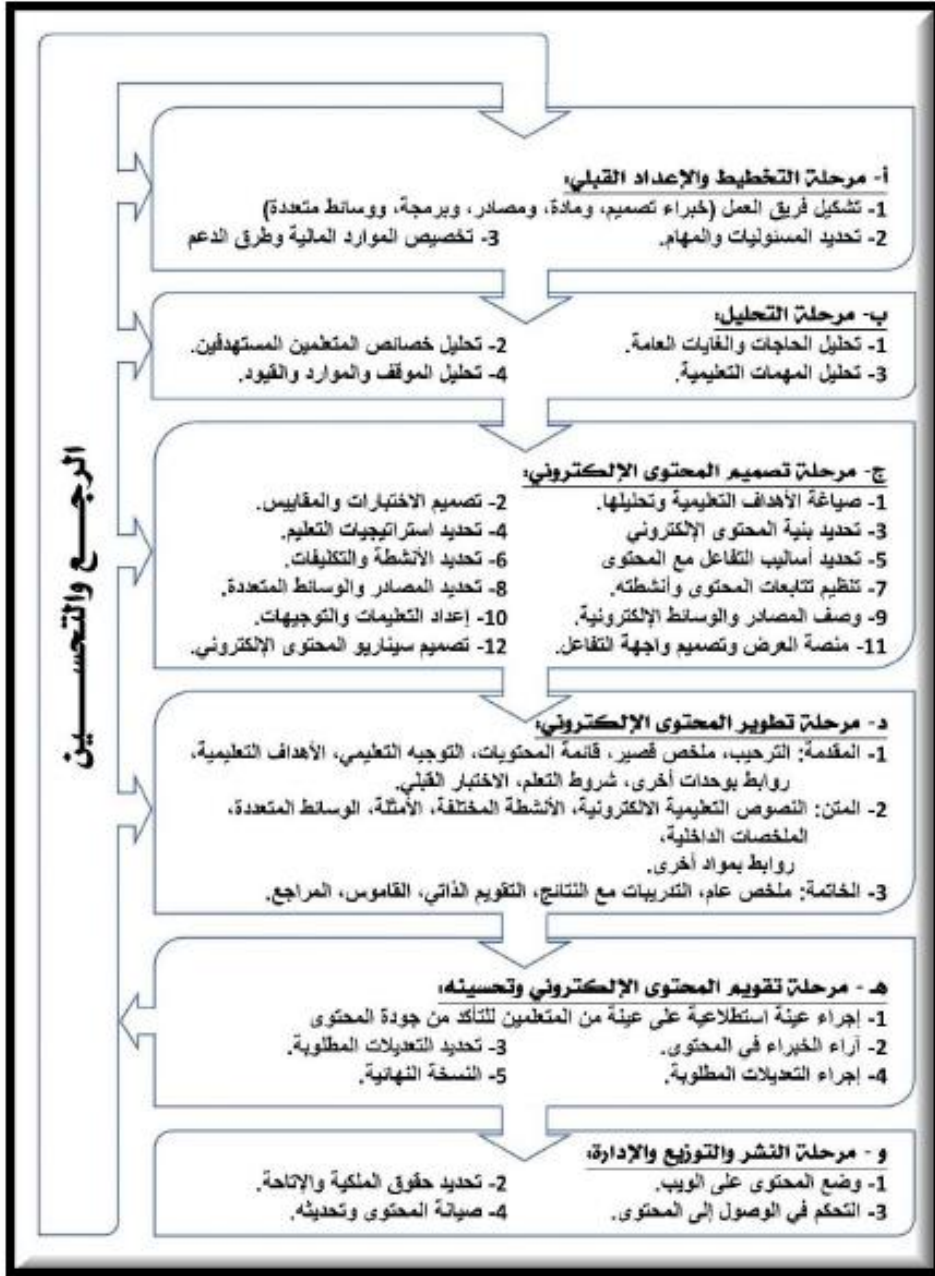 أ- مرحلة التخطيط والإعداد القبلي:
1- تشكيل فريق العمل (خبراء تصميم، ومادة، ومصادر، وبرمجة، ووسائط متعددة)
2- تحديد المسئوليات والمهام. 3- تخصيص الموارد المالية وطرق الدعم
ب- مرحلة التحليل:
1- تحليل الحاجات والغايات العامة. 2- تحليل خصائص المتعلمين المستهدفين.
3- تحليل المهمات التعليمية. 4- تحليل الموقف والموارد والقيود.
ج- مرحلة تصميم المحتوى الإلكتروني:
1- صياغة الأهداف التعليمية وتحليلها. 2- تصميم الاختبارات والمقاييس.
3- تحديد بنية المحتوى الإلكتروني 4- تحديد استراتيجيات التعليم.
5- تحديد أساليب التفاعل مع المحتوى 6- تحديد الأنشطة والتكليفات.
7- تنظيم تتابعات المحتوى وأنشطته. 8- تحديد المصادر والوسائط المتعددة.
9- وصف المصادر والوسائط الإلكترونية. 10- إعداد التعليمات والتوجيهات.
11- منصة العرض وتصميم واجهة التفاعل. 12- تصميم سيناريو المحتوى الإلكتروني.
د- مرحلة تطوير المحتوى الإلكتروني:
1- المقدمة: الترحيب، ملخص قصير، قائمة المحتويات، التوجيه التعليمي، الأهداف التعليمية،
روابط بوحدات أخرى، شروط التعلم، الاختبار القبلي.
2- المتن: النصوص التعليمية الالكترونية، الأنشطة المختلفة، الأمثلة، الوسائط المتعددة،
الملخصات الداخلية،
روابط بمواد أخرى.
3- الخاتمة: ملخص عام، التدريبات مع النتائج، التقويم الذاتي، القاموس، المراجع.
هـ - مرحلة تقويم المحتوى الإلكتروني وتحسينه:
1- إجراء عينة استطلاعية على عينة من المتعلمين للتأكد من جودة المحتوى
2- آراء الخبراء في المحتوى. 3- تحديد التعديلات المطلوبة.
4- إجراء التعديلات المطلوبة. 5- النسخة النهائية.
و - مرحلة النشر والتوزيع والإدارة:
1- وضع المحتوى على الويب. 2- تحديد حقوق الملكية والإتاحة.
3- التحكم في الوصول إلى المحتوى. 4- صيانة المحتوى وتحديثه.
الرجـــع والتحســـــين